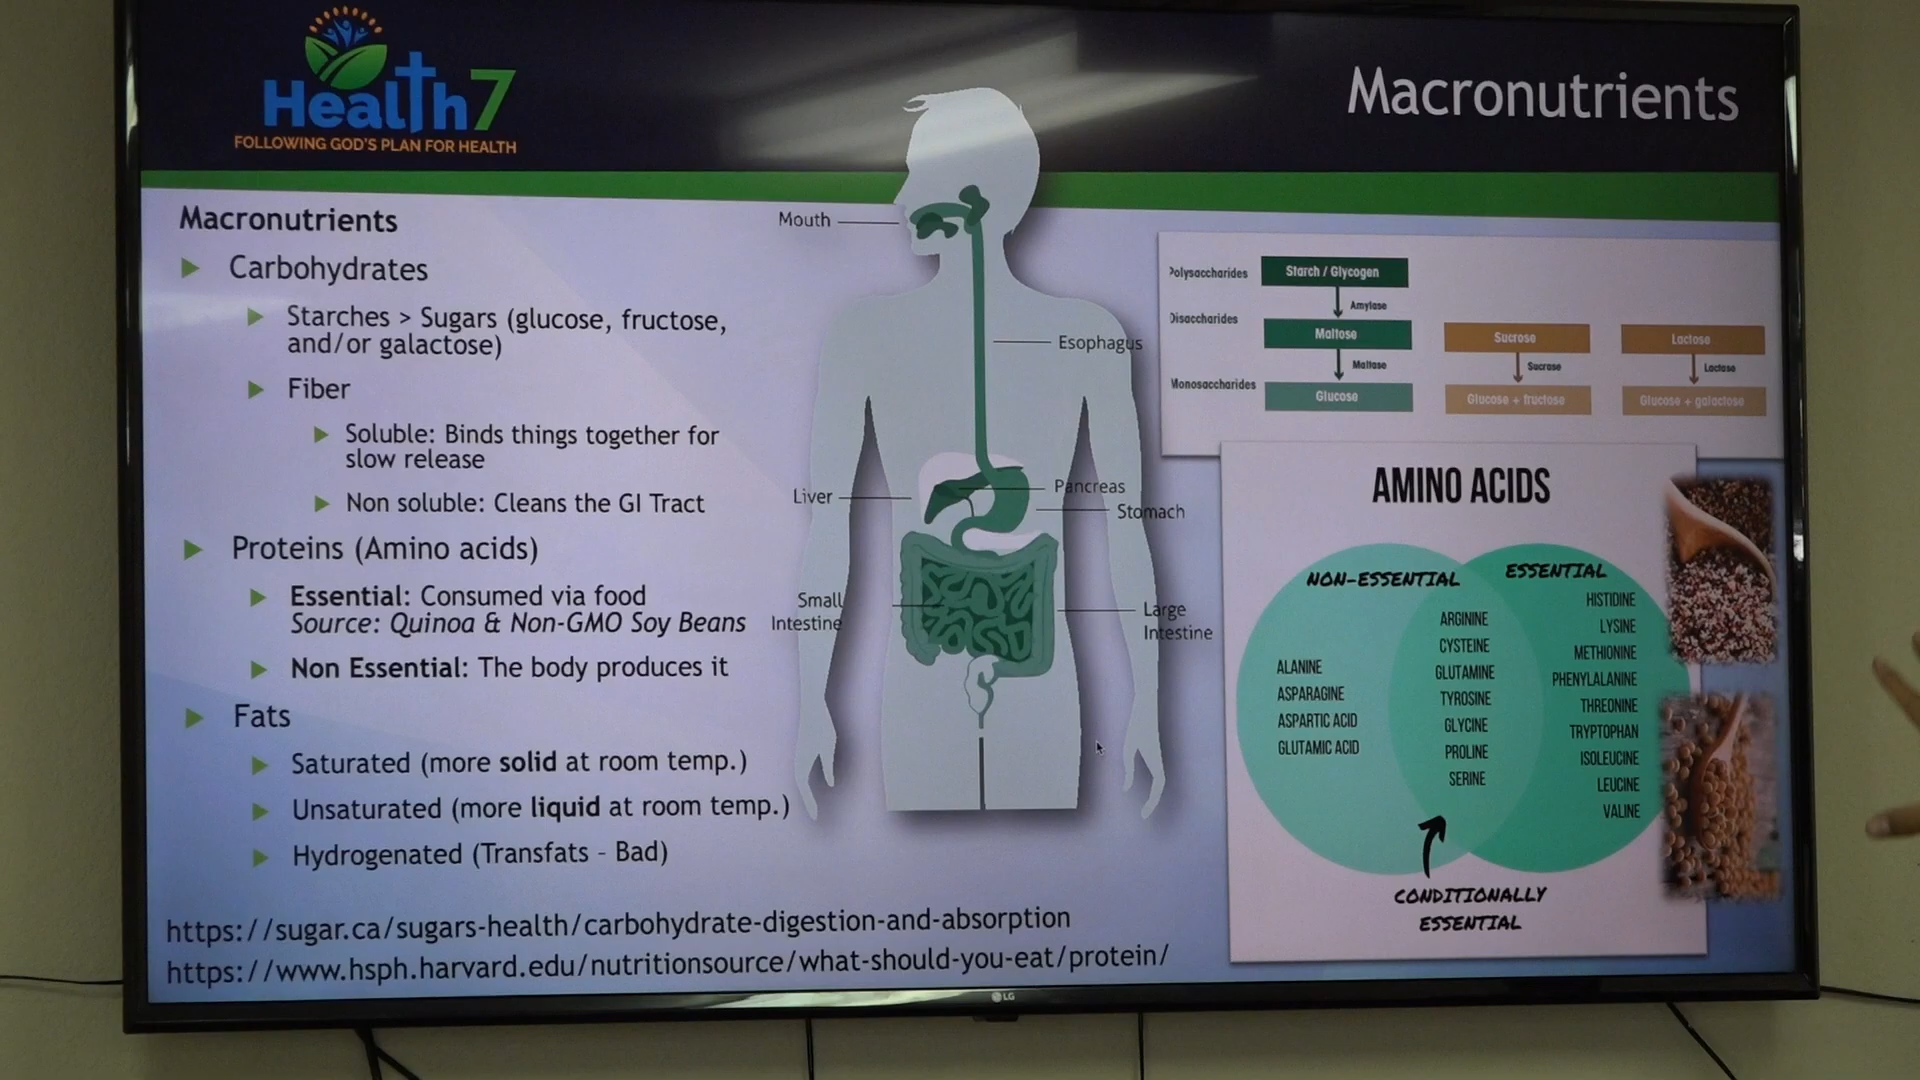 Health 7
FOLLOWING GOD'S PLAN FOR HEALTH
Macronutrients
Macronutrients
Carbohydrates
Starches > Sugars (glucose, fructose,
and/or galactose)
Fiber
Soluble: Binds things together for
slow release
Non soluble: Cleans the GI Tract
Proteins (Amino acids)
Essential: Consumed via food
Source: Quinoa & Non-GMO Soy Beans
Non Essential: The body produces it
Fats
Saturated (more solid at room temp.)
Unsaturated (more liquid at room temp.)
Hydrogenated (Transfats - Bad)
https://sugar.ca/sugars-health/carbohydrate-digestion-and-absorption
https://www.hsph.harvard.edu/nutritionsource/what-should-you-eat/protein/
Mouth
Esophagus
Liver
Pancreas
Stomach
Small
Intestine
Large
Intestine
Polysaccharides
Starch / Glycogen
Amylase
Disaccharides
Maltose
Sucrose
Lactose
Maltase
Sucrase
Lactase
Monosaccharides
Glucose
Glucose + fructose
Glucose + galactose
AMINO ACIDS
NON-ESSENTIAL
ESSENTIAL
ALANINE
ASPARAGINE
ASPARTIC ACID
GLUTAMIC ACID
ARGININE
CYSTEINE
GLUTAMINE
TYROSINE
GLYCINE
PROLINE
SERINE
HISTIDINE
LYSINE
METHIONINE
PHENYLALANINE
THREONINE
TRYPTOPHAN
ISOLEUCINE
LEUCINE
VALINE
CONDITIONALLY
ESSENTIAL
LG